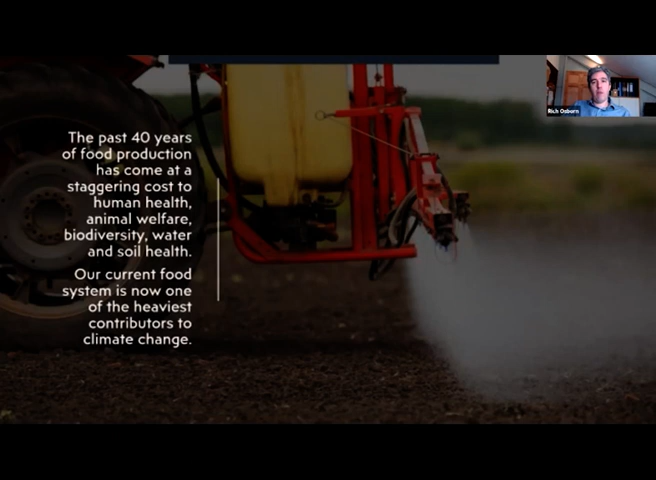 The past 40 years
of food production
has come at a
staggering cost to
human health,
animal welfare,
biodiversity, water
and soil health.
Our current food
system is now one
of the heaviest
contributors to
climate change.
Rich Osborn